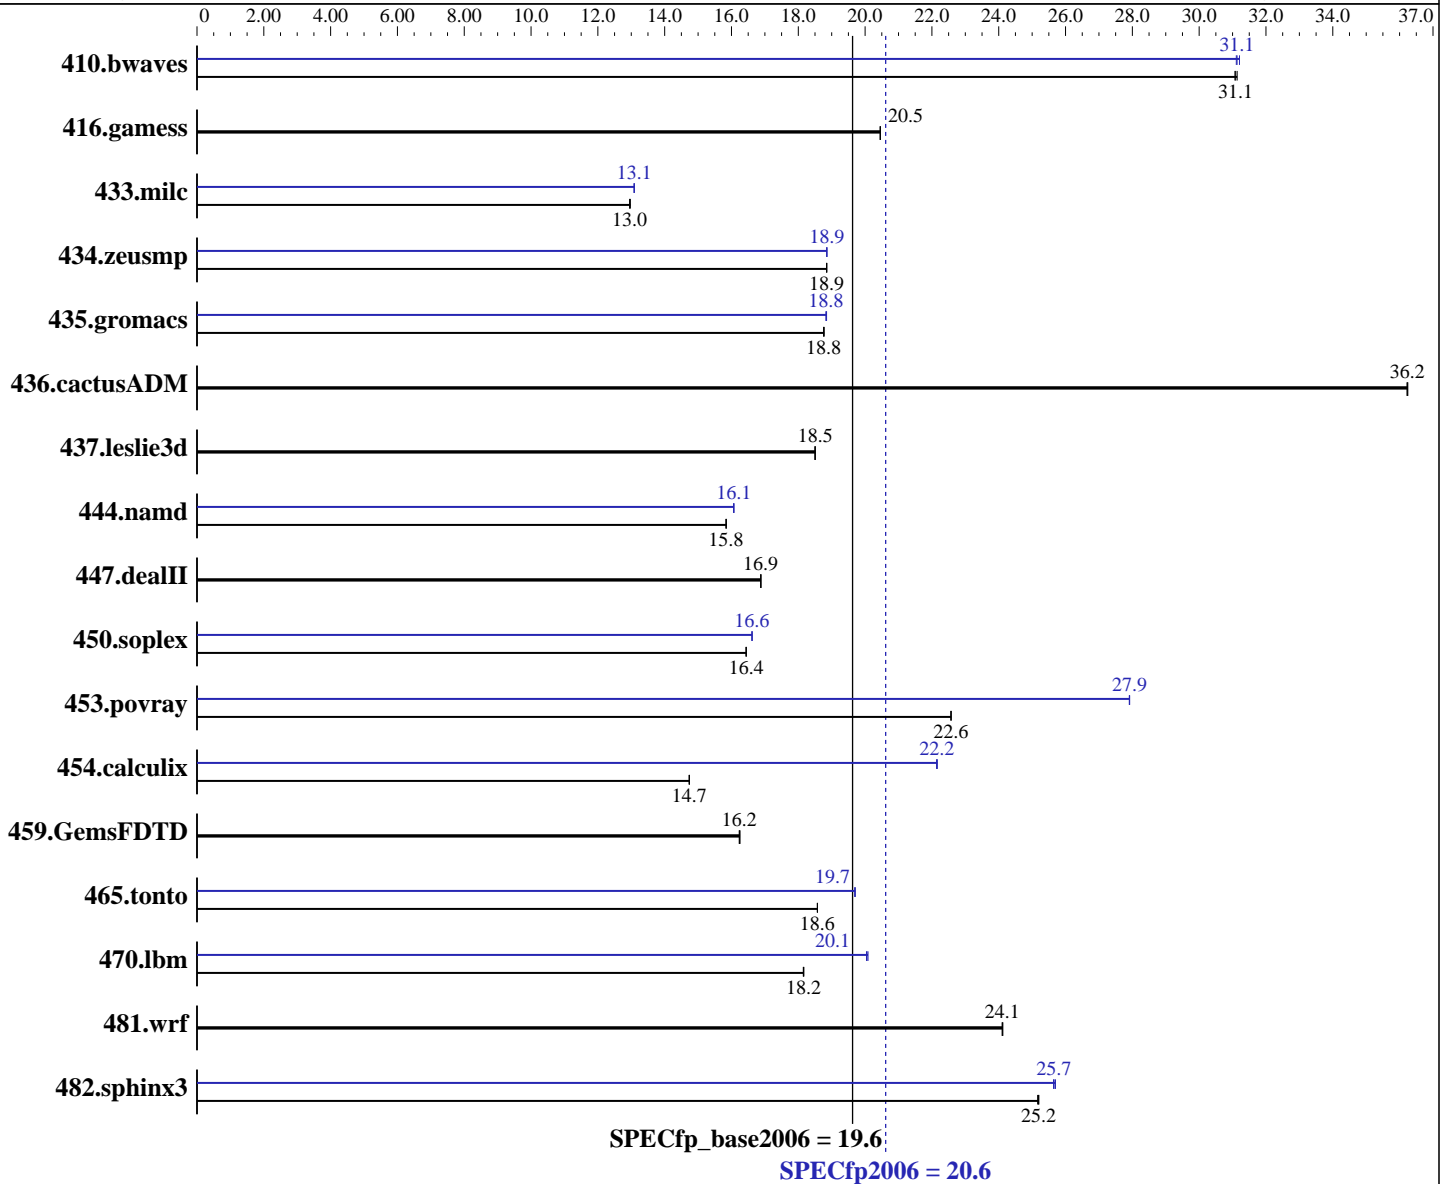 0 2.00 4.00 6.00 8.00 10.0 12.0 14.0 16.0 18.0 20.0 22.0 24.0 26.0 28.0 30.0 32.0 34.0 37.0
31.1
410.bwaves
31.1
20.5
416.gamess
13.1
433.milc
13.0
18.9
434.zeusmp
18.9
18.8
435.gromacs
18.8
36.2
436.cactusADM
18.5
437.leslie3d
16.1
444.namd
15.8
16.9
447.dealII
16.6
450.soplex
16.4
27.9
453.povray
22.6
22.2
454.calculix
14.7
16.2
459.GemsFDTD
19.7
465.tonto
18.6
20.1
470.lbm
18.2
24.1
481.wrf
25.7
482.sphinx3
25.2
SPECfp_base2006 = 19.6
SPECfp2006 = 20.6